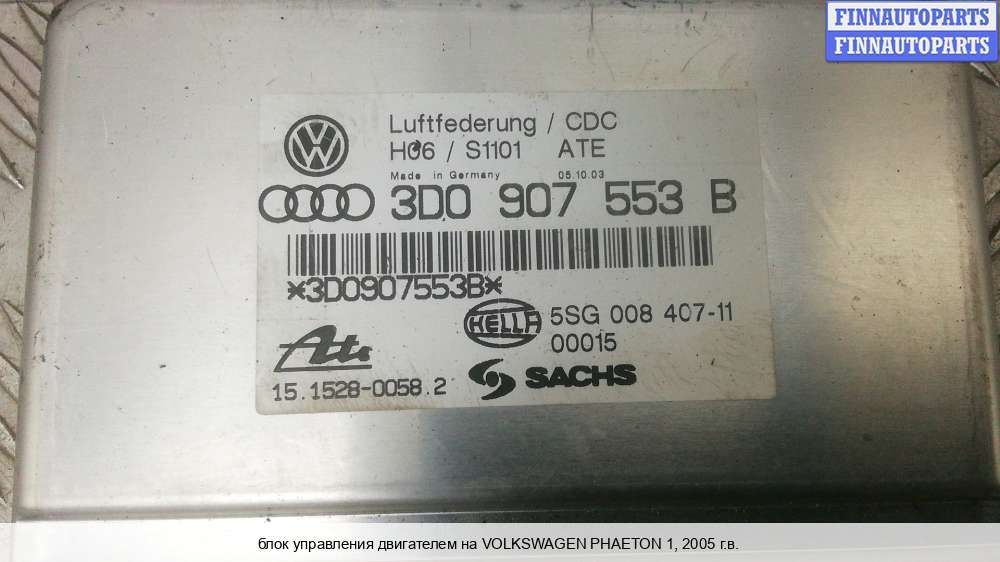 FINNAUTOPARTS
FINNAUTOPARTS
Luftfederung / CDC
H06 / S1101 ATE
Made in Germany 05.10.03
3D0 907 553 B
*3D0907553B*
HELLA 5SG 008 407-11
00015
Ate
SACHS
15.1528-0058.2
блок управления двигателем на VOLKSWAGEN PHAETON 1, 2005 г.в.